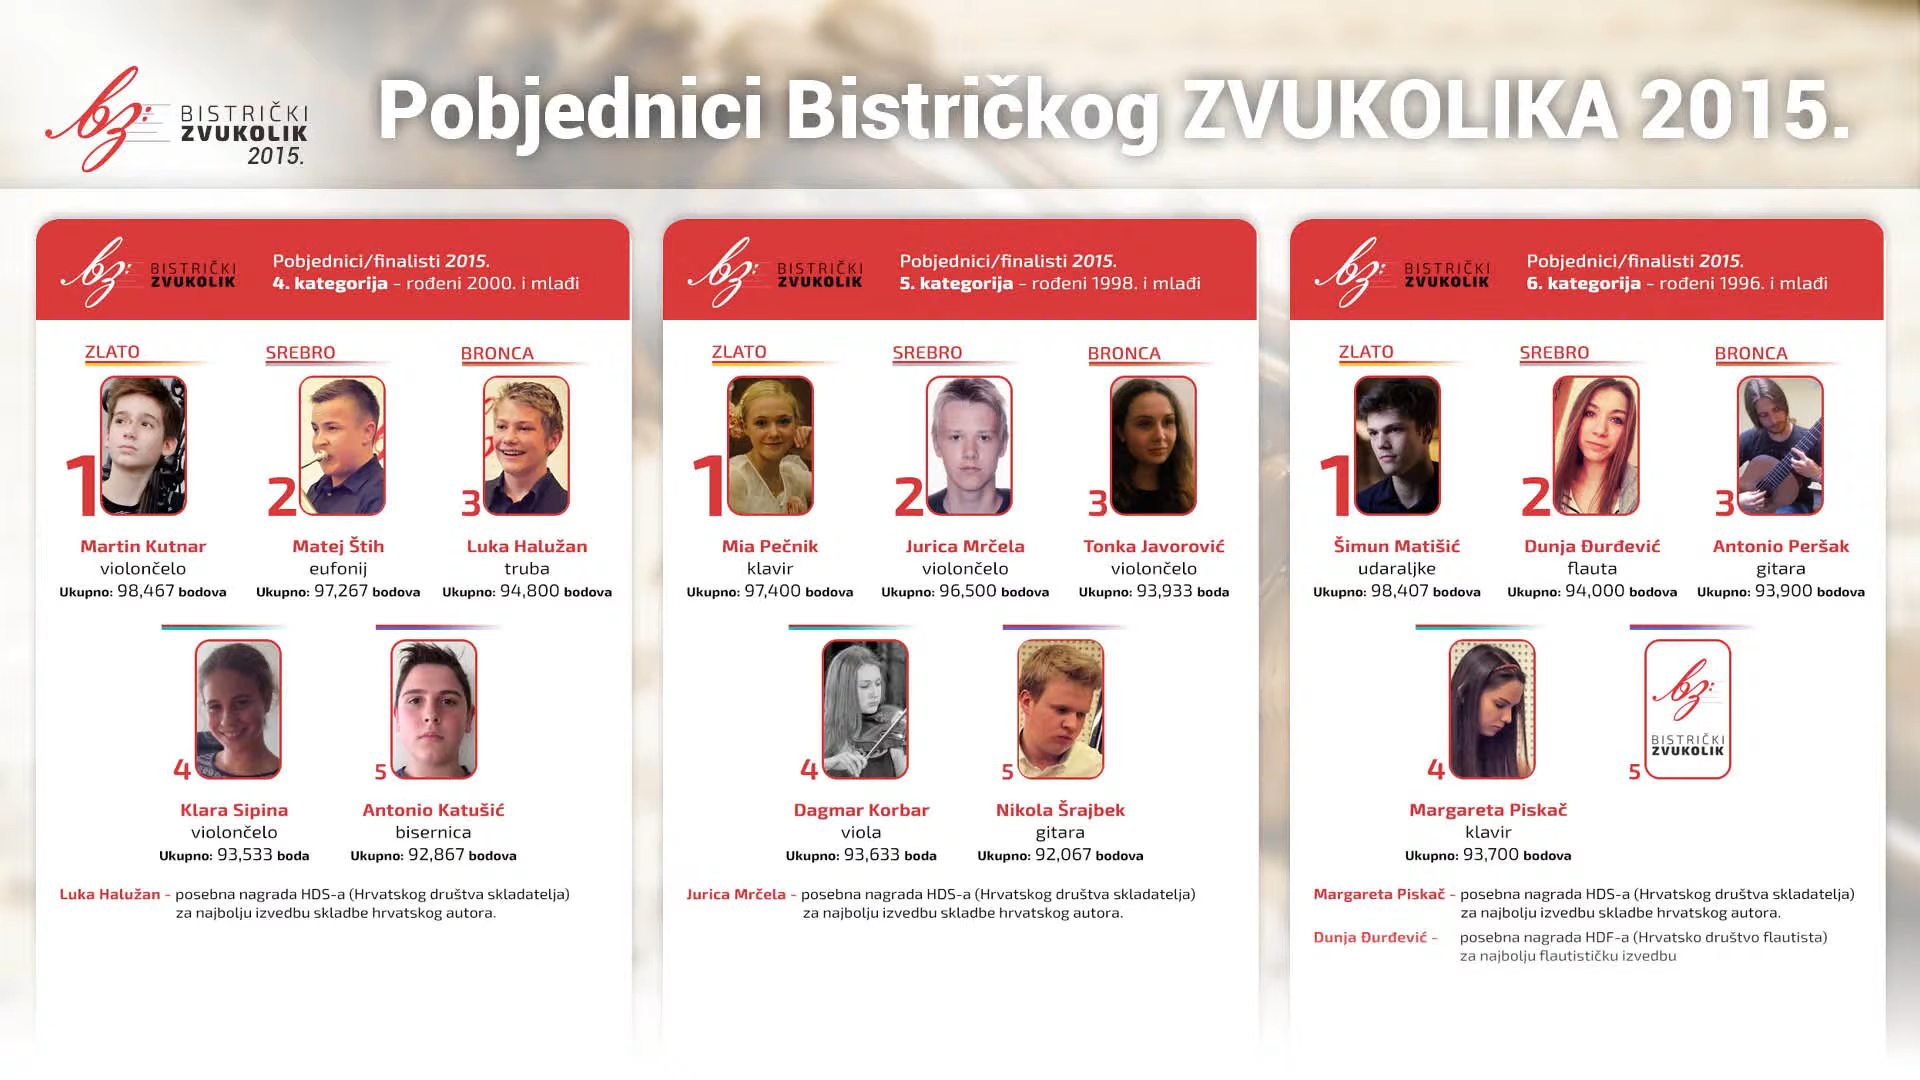 bz:
BISTRIČKI
ZVUKOLIK
2015.
Pobjednici Bistričkog ZVUKOLIKA 2015.
bz:
BISTRIČKI
ZVUKOLIK
Pobjednici/finalisti 2015.
4. kategorija - rođeni 2000. i mlađi
ZLATO
SREBRO
BRONCA
1
2
3
Martin Kutnar
violončelo
Ukupno: 98,467 bodova
Matej Štih
eufonij
Ukupno: 97,267 bodova
Luka Halužan
truba
Ukupno: 94,800 bodova
4
5
Klara Sipina
violončelo
Ukupno: 93,533 boda
Antonio Katušić
bisernica
Ukupno: 92,867 bodova
Luka Halužan - posebna nagrada HDS-a (Hrvatskog društva skladatelja)
za najbolju izvedbu skladbe hrvatskog autora.
bz:
BISTRIČKI
ZVUKOLIK
Pobjednici/finalisti 2015.
5. kategorija - rođeni 1998. i mlađi
ZLATO
SREBRO
BRONCA
1
2
3
Mia Pečnik
klavir
Ukupno: 97,400 bodova
Jurica Mrčela
violončelo
Ukupno: 96,500 bodova
Tonka Javorović
violončelo
Ukupno: 93,933 boda
4
5
Dagmar Korbar
viola
Ukupno: 93,633 boda
Nikola Šrajbek
gitara
Ukupno: 92,067 bodova
Jurica Mrčela - posebna nagrada HDS-a (Hrvatskog društva skladatelja)
za najbolju izvedbu skladbe hrvatskog autora.
bz:
BISTRIČKI
ZVUKOLIK
Pobjednici/finalisti 2015.
6. kategorija - rođeni 1996. i mlađi
ZLATO
SREBRO
BRONCA
1
2
3
Šimun Matišić
udaraljke
Ukupno: 98,407 bodova
Dunja Đurđević
flauta
Ukupno: 94,000 bodova
Antonio Peršak
gitara
Ukupno: 93,900 bodova
4
5
bz:
BISTRIČKI
ZVUKOLIK
Margareta Piskač
klavir
Ukupno: 93,700 bodova
Margareta Piskač - posebna nagrada HDS-a (Hrvatskog društva skladatelja)
za najbolju izvedbu skladbe hrvatskog autora.
Dunja Đurđević - posebna nagrada HDF-a (Hrvatsko društvo flautista)
za najbolju flautističku izvedbu